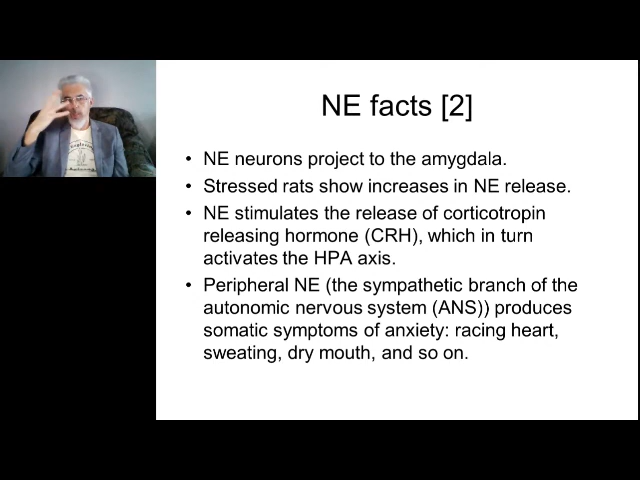 NE facts [2]
• NE neurons project to the amygdala.
• Stressed rats show increases in NE release.
• NE stimulates the release of corticotropin
releasing hormone (CRH), which in turn
activates the HPA axis.
• Peripheral NE (the sympathetic branch of the
autonomic nervous system (ANS)) produces
somatic symptoms of anxiety: racing heart,
sweating, dry mouth, and so on.